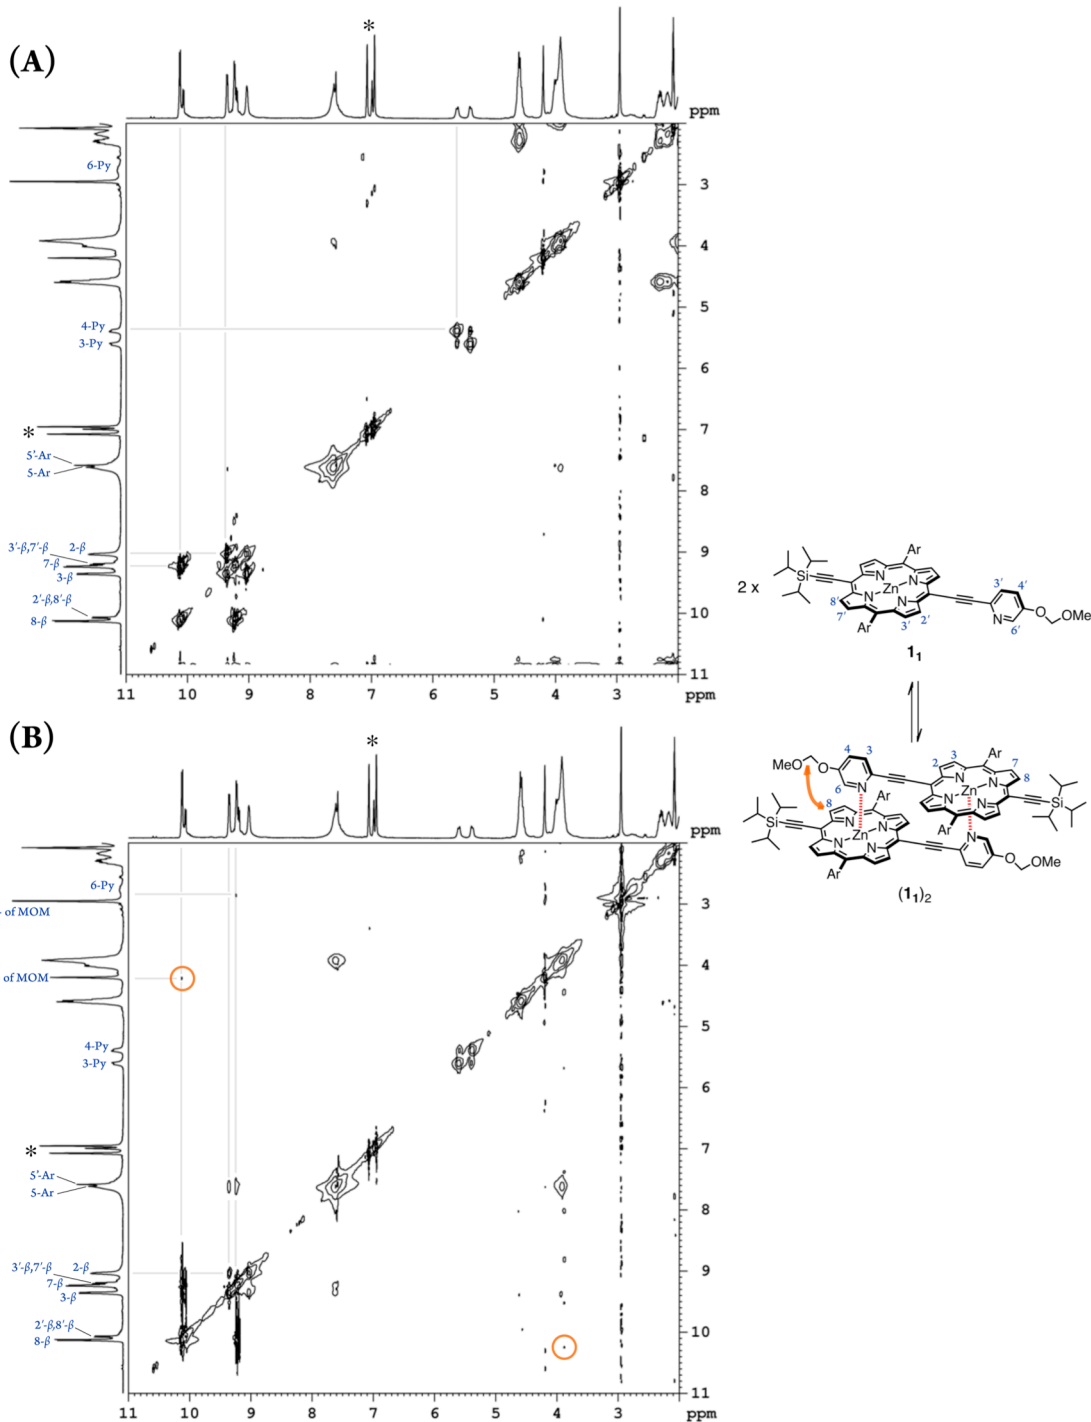 (A)
*
ppm
6-Py
3
4
5
4-Py
3-Py
6
7
*
5'-Ar
5-Ar
8
3'-β,7'-β 2-β
7-β
3-β
9
2'-β,8'-β
8-β
10
11
11 10 9 8 7 6 5 4 3 ppm
Ar
Si
N
N
Zn
N
N
2 x
8'
7'
Ar
3'
2'
3'
4'
N
6'
O
OMe
1₁
(B)
*
ppm
6-Py
3
- of MOM
4
of MOM
5
4-Py
3-Py
6
7
*
5'-Ar
5-Ar
8
3'-β,7'-β 2-β
7-β
3-β
9
2'-β,8'-β
8-β
10
11
11 10 9 8 7 6 5 4 3 ppm
4
3
2
3
Ar
7
8
MeO
O
6
N
N
N
Zn
N
N
Si
8
Ar
Ar
Si
N
N
Zn
N
N
N
Ar
O
OMe
(1₁)₂